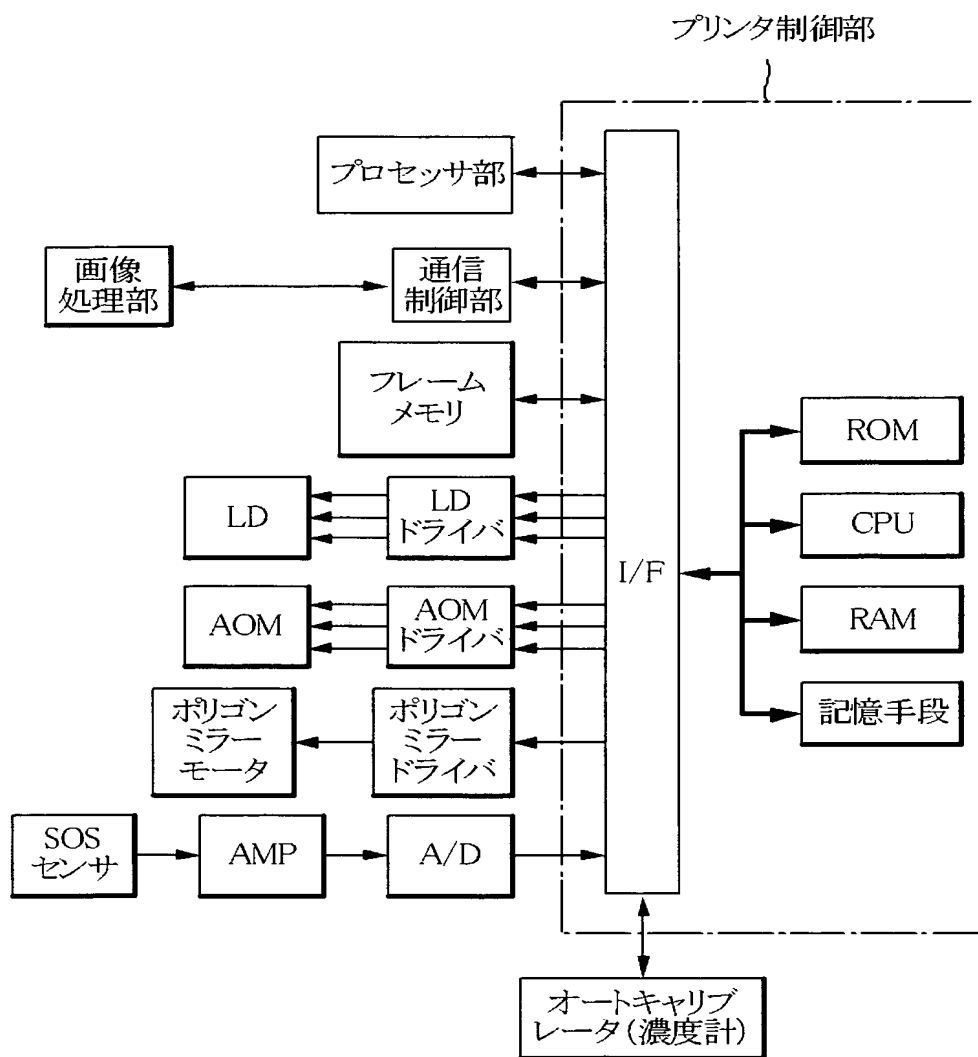 プリンタ制御部
プロセッサ部
画像
処理部
通信
制御部
フレーム
メモリ
ROM
LD
LD
ドライバ
CPU
I/F
AOM
AOM
ドライバ
RAM
ポリゴン
ミラー
モータ
ポリゴン
ミラー
ドライバ
記憶手段
SOS
センサ
AMP
A/D
オートキャリブ
レータ(濃度計)